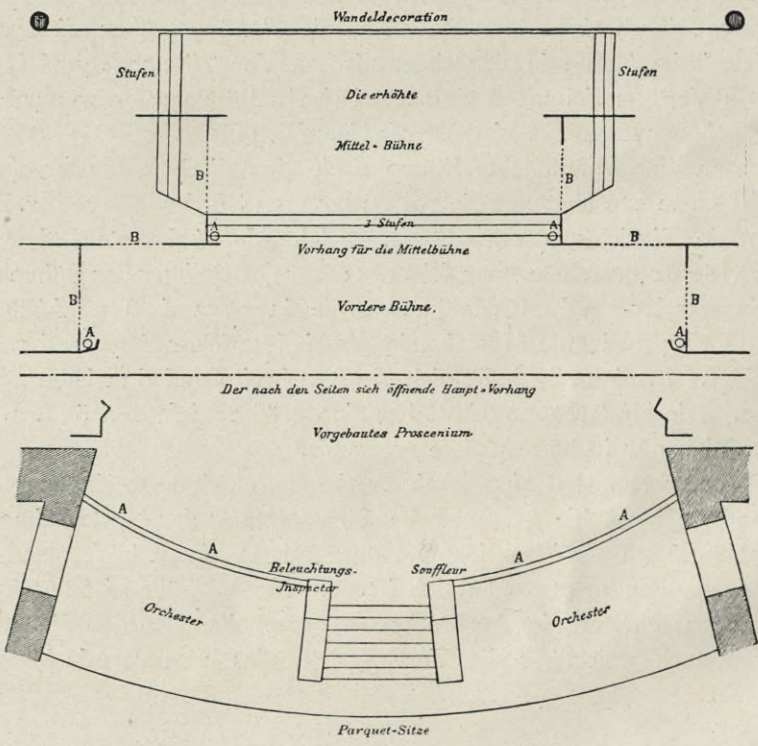 Wandeldecoration
Stufen
Stufen
Die erhöhte
Mittel-Bühne
B
B
3 Stufen
A
A
B
B
Vorhang für die Mittelbühne
B
B
Vordere Bühne
A
A
Der nach den Seiten sich öffnende Haupt-Vorhang
Vorgebautes Proscenium
A
A
A
A
Beleuchtungs-
Inspector
Souffleur
Orchester
Orchester
Parquet-Sitze